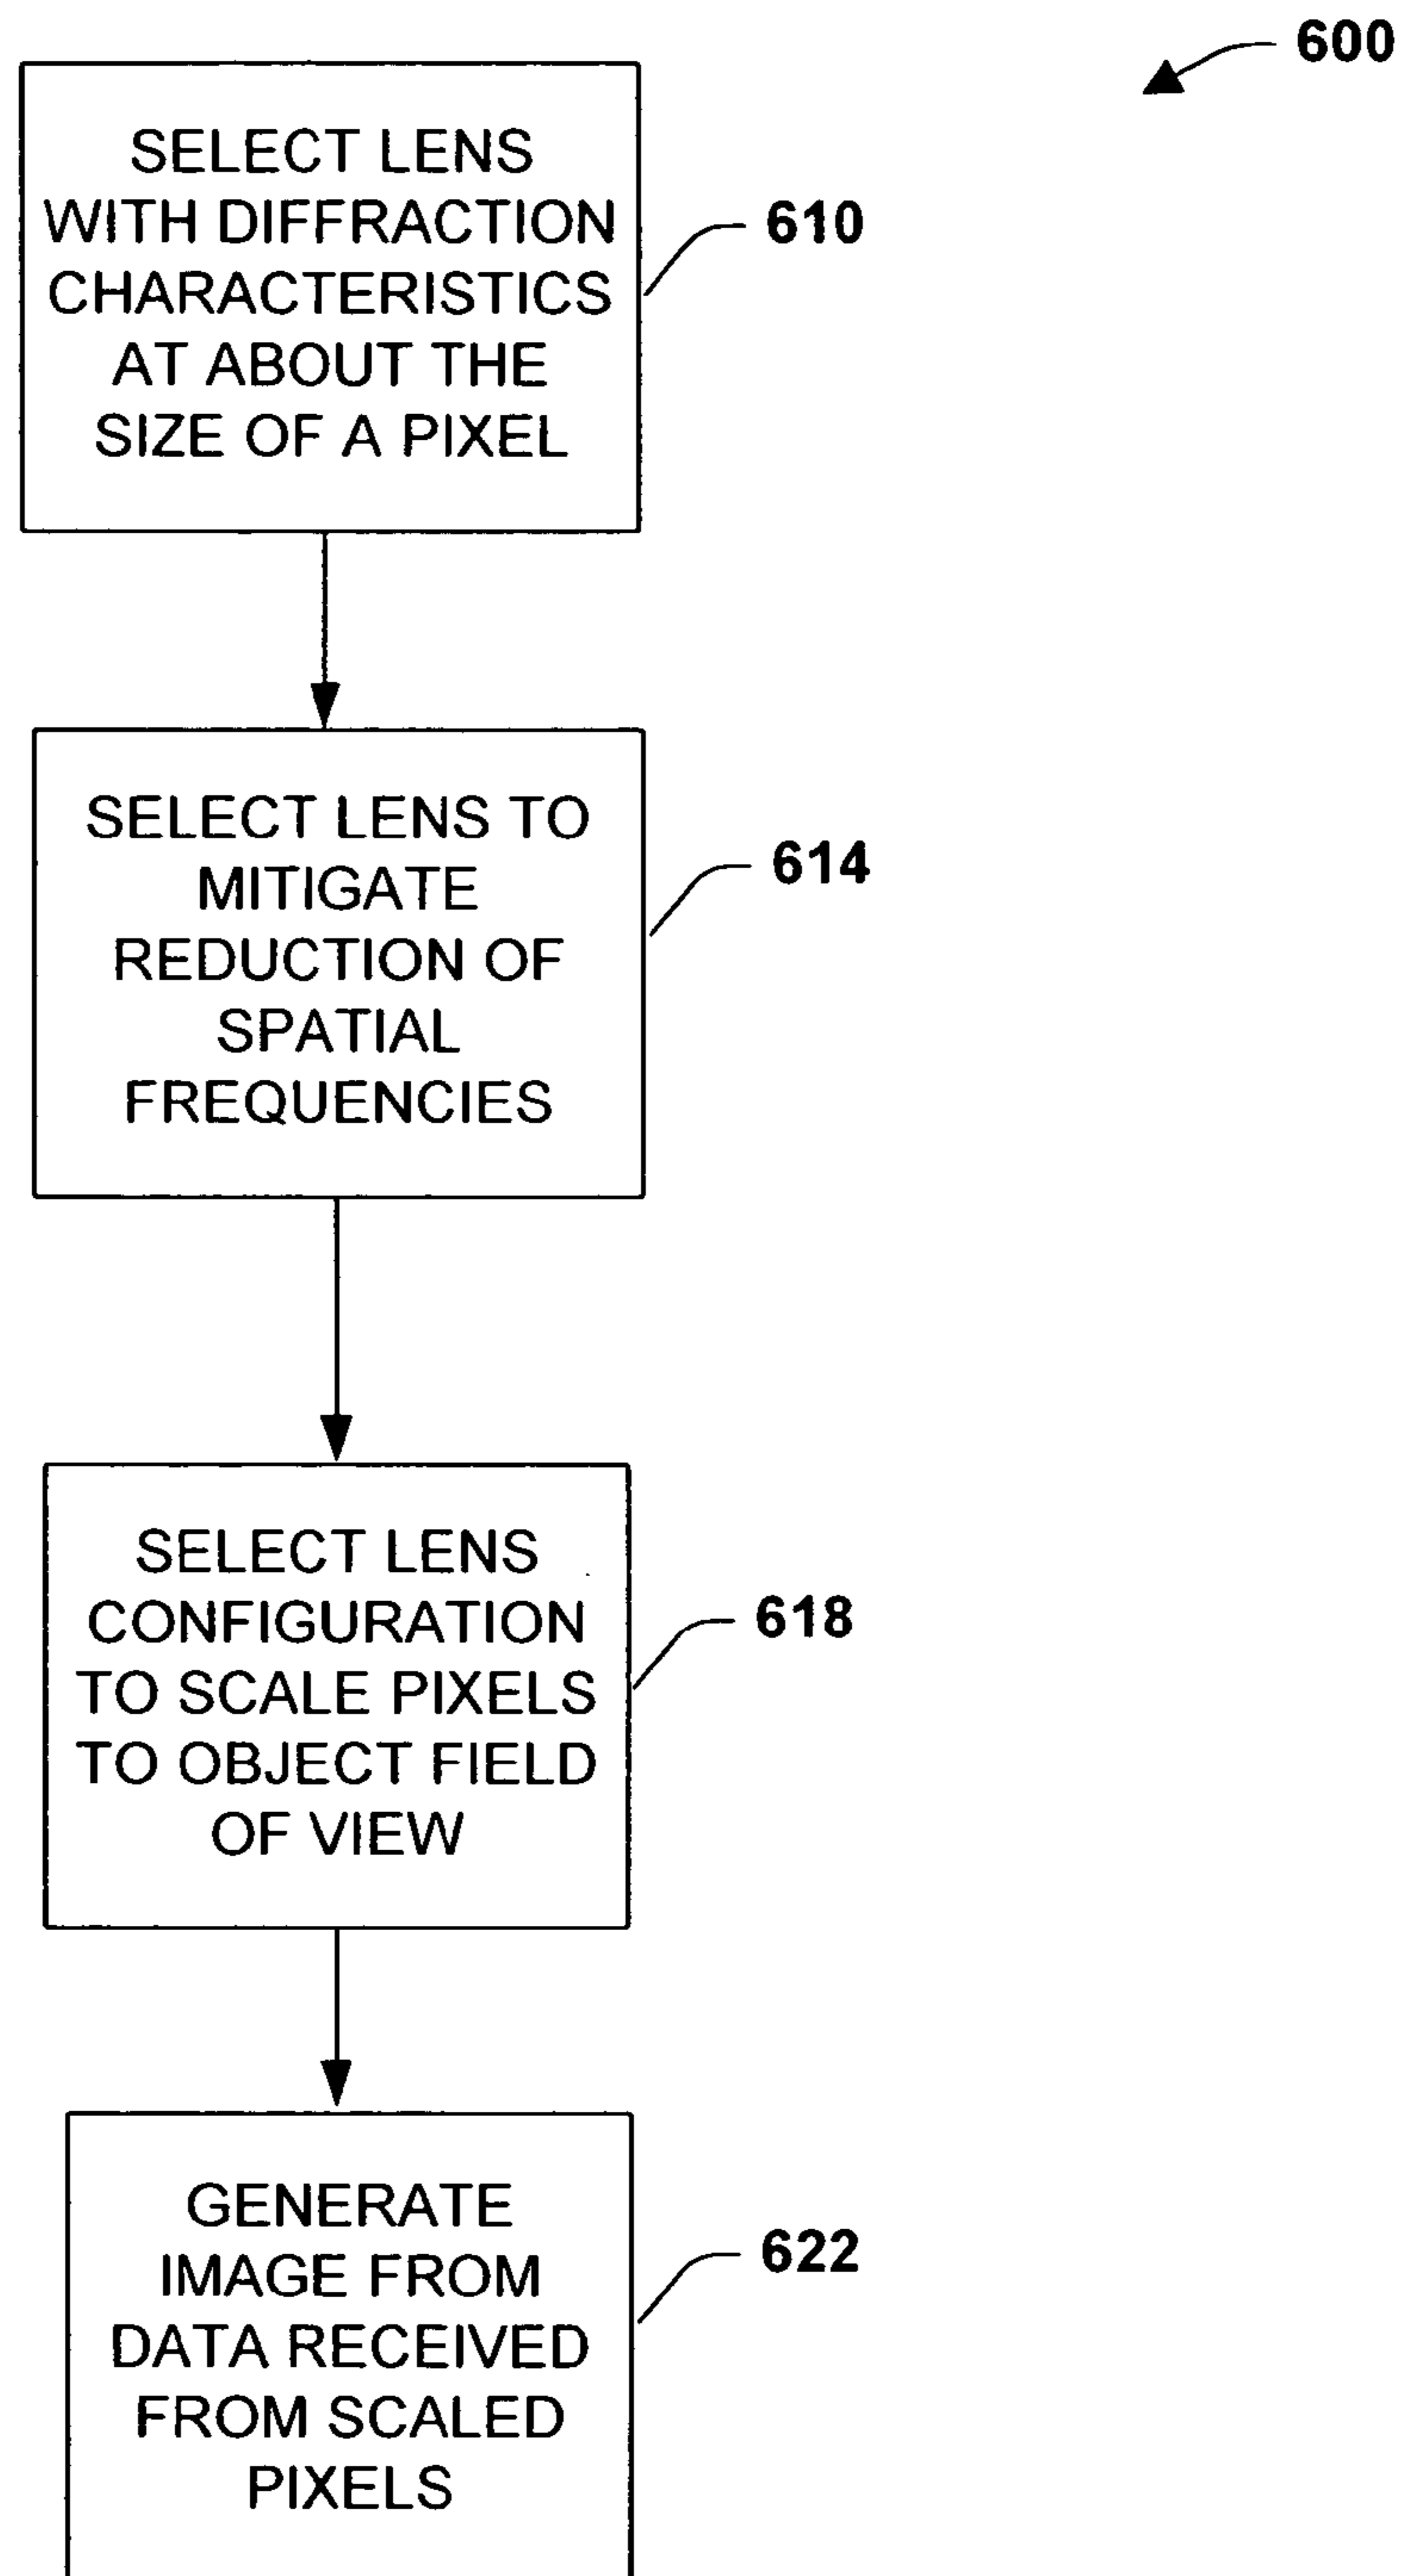 600
SELECT LENS
WITH DIFFRACTION
CHARACTERISTICS
AT ABOUT THE
SIZE OF A PIXEL
610
SELECT LENS TO
MITIGATE
REDUCTION OF
SPATIAL
FREQUENCIES
614
SELECT LENS
CONFIGURATION
TO SCALE PIXELS
TO OBJECT FIELD
OF VIEW
618
GENERATE
IMAGE FROM
DATA RECEIVED
FROM SCALED
PIXELS
622